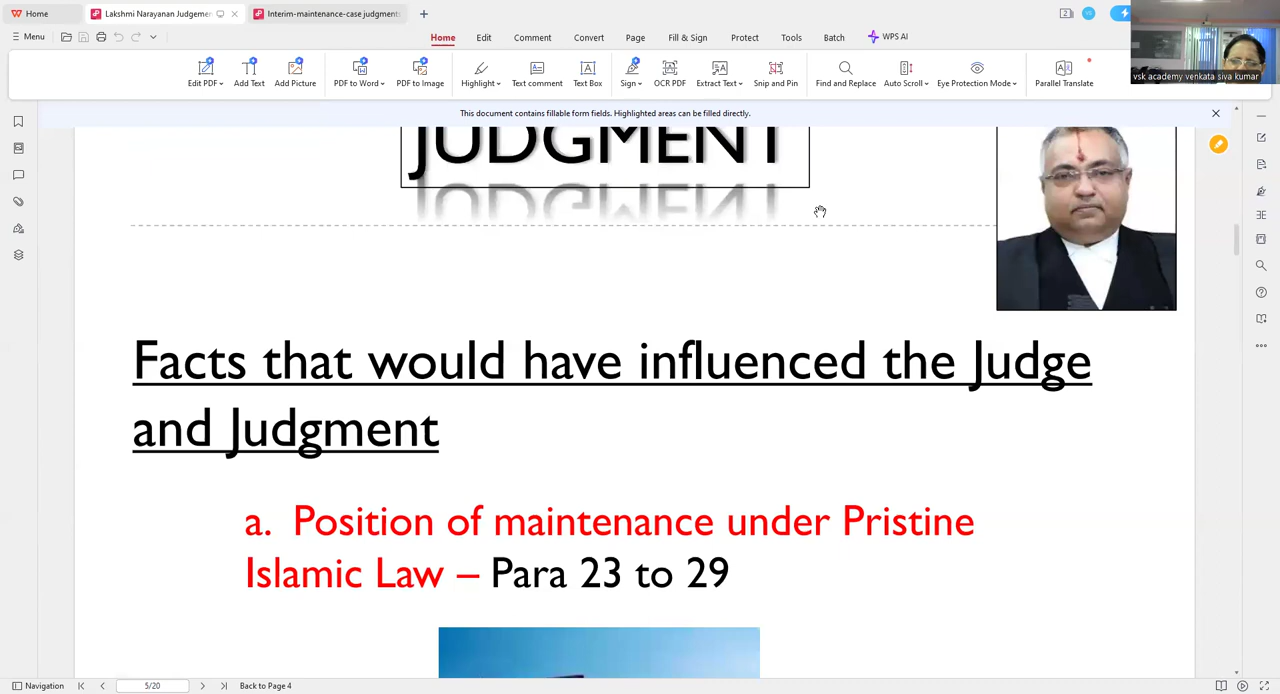 Home
Lakshmi Narayanan Judgemen
Interim-maintenance-case judgments
Menu
Home Edit Comment Convert Page Fill & Sign Protect Tools Batch WPS AI
Edit PDF Add Text Add Picture PDF to Word PDF to Image Highlight Text comment Text Box Sign OCR PDF Extract Text Snip and Pin Find and Replace Auto Scroll Eye Protection Mode Parallel Translate
vsk academy venkata siva kumar
This document contains fillable form fields. Highlighted areas can be filled directly.
JUDGMENT
Facts that would have influenced the Judge
and Judgment
a. Position of maintenance under Pristine
Islamic Law – Para 23 to 29
Navigation 5/20 Back to Page 4